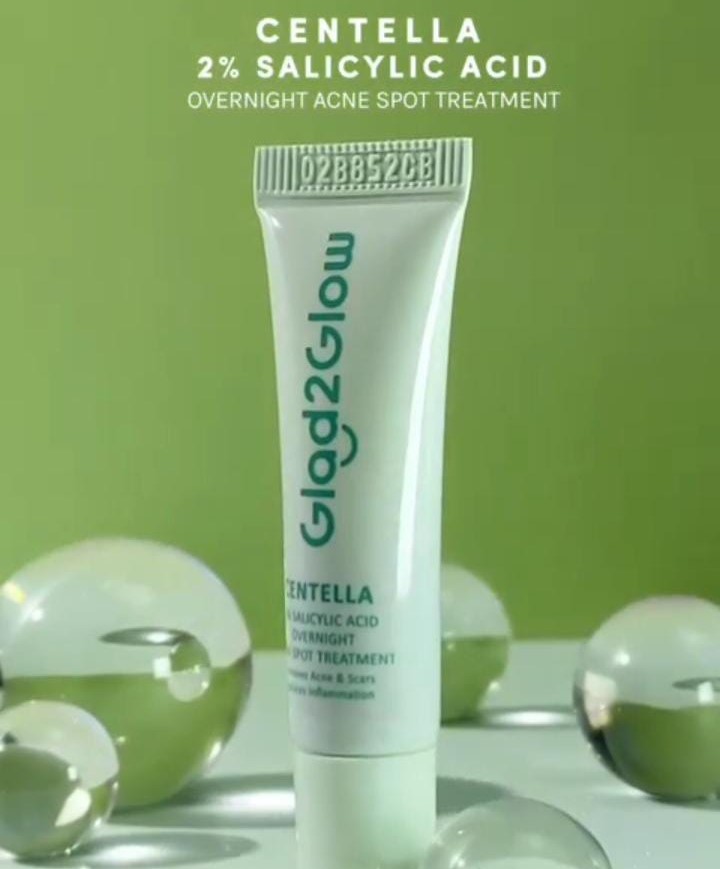 CENTELLA
2% SALICYLIC ACID
OVERNIGHT ACNE SPOT TREATMENT
02B852CB
Glad2Glow
CENTELLA
SALICYLIC ACID
OVERNIGHT
SPOT TREATMENT
Acne & Scars
inflammation